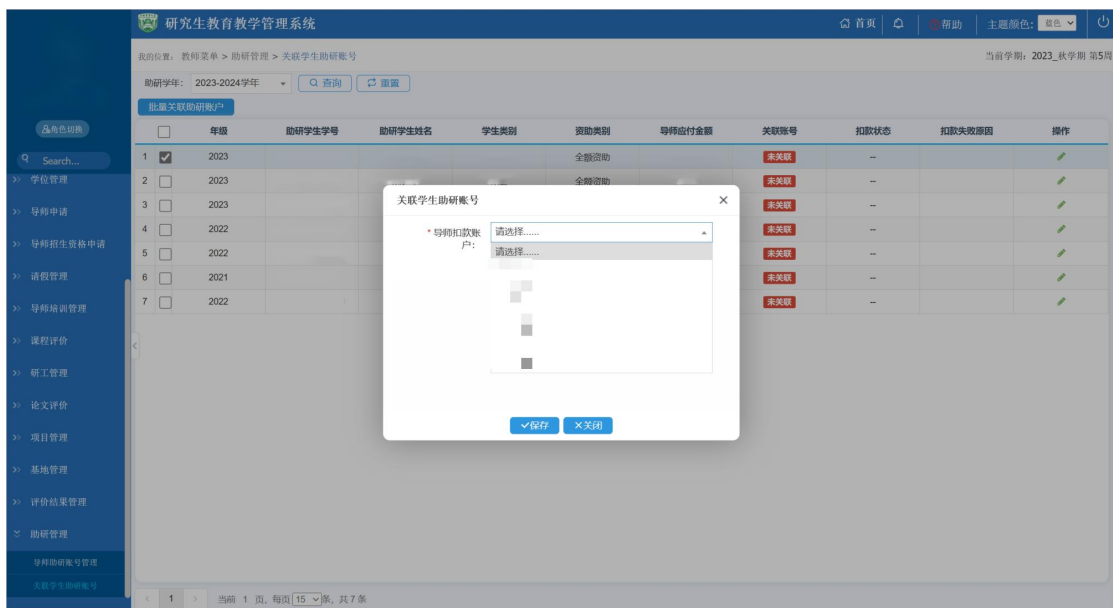 研究生教育教学管理系统
首页
帮助
主题颜色: 蓝色
我的位置: 教师菜单 > 助研管理 > 关联学生助研账号
当前学期: 2023_秋学期 第5周
助研学年: 2023-2024学年 查询 重置
批量关联助研账户
角色切换
Search...
学位管理
导师申请
导师招生资格申请
请假管理
导师培训管理
课程评价
研工管理
论文评价
项目管理
基地管理
评价结果管理
助研管理
导师助研账号管理
关联学生助研账号
年级 助研学生学号 助研学生姓名 学生类别 资助类别 导师应付金额 关联账号 扣款状态 扣款失败原因 操作
1 2023 全额资助 未关联 --
2 2023 全额资助 未关联 --
3 2023 未关联 --
4 2022 未关联 --
5 2022 未关联 --
6 2021 未关联 --
7 2022 未关联 --
关联学生助研账号
* 导师扣款账
户:
请选择......
请选择......
保存
关闭
1 当前 1 页, 每页 15 条, 共 7 条